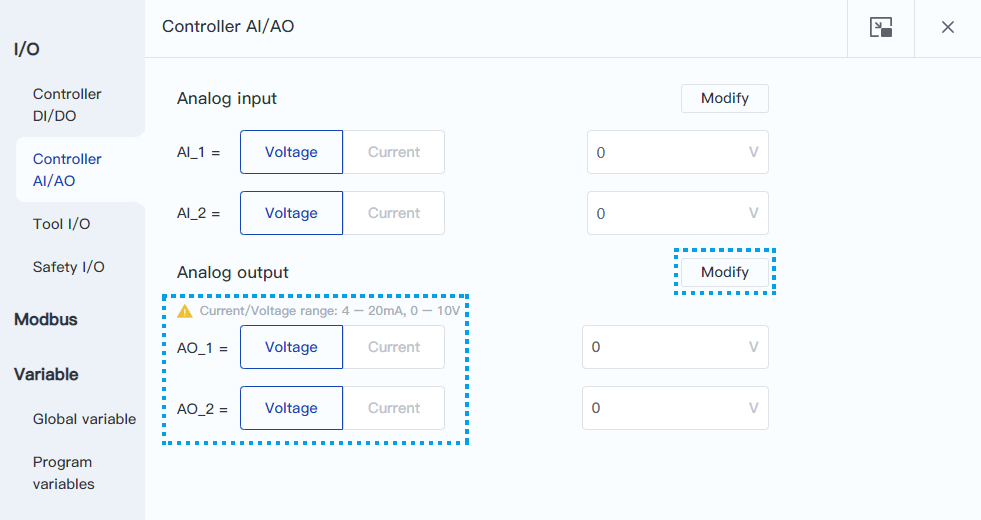 I/O
Controller
DI/DO
Controller
AI/AO
Tool I/O
Safety I/O
Modbus
Variable
Global variable
Program
variables
Controller AI/AO
Analog input
Modify
AI_1 =
Voltage
Current
0
V
AI_2 =
Voltage
Current
0
V
Analog output
Modify
Current/Voltage range: 4 — 20mA, 0 — 10V
AO_1 =
Voltage
Current
0
V
AO_2 =
Voltage
Current
0
V